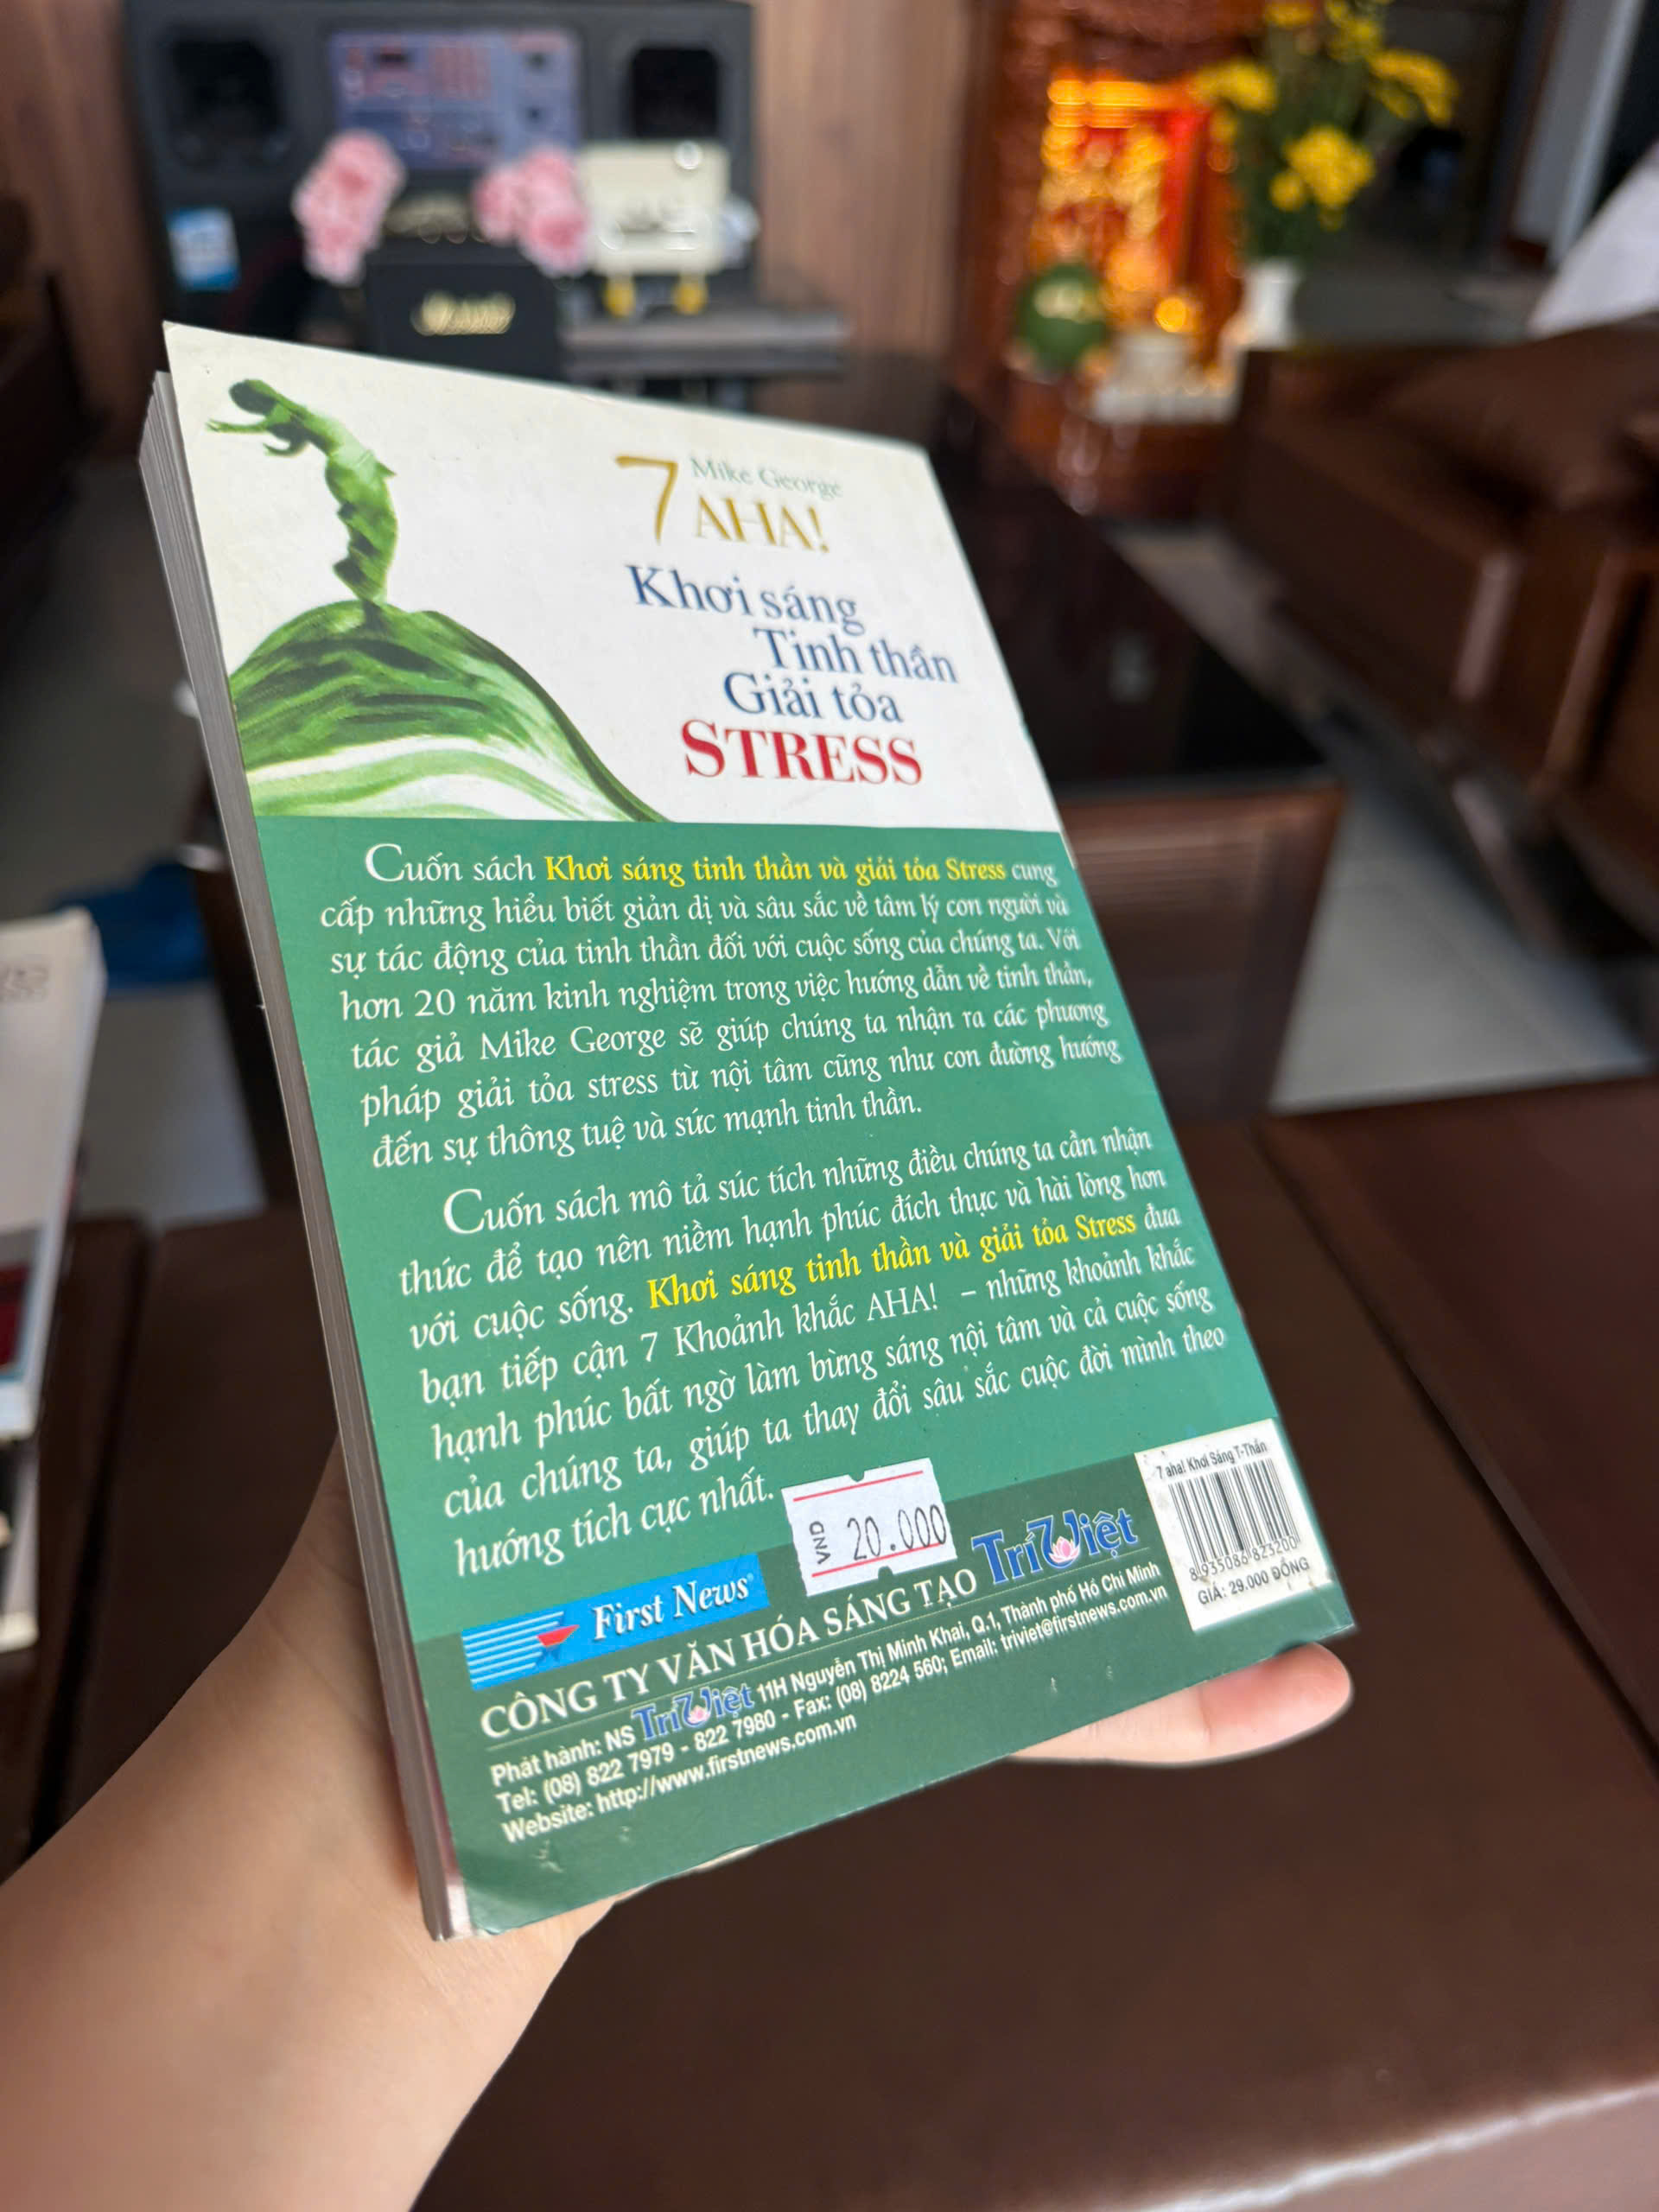 Mike George
7 AHA!
Khơi sáng
Tinh thần
Giải tỏa
STRESS
Cuốn sách Khơi sáng tinh thần và giải tỏa Stress cung
cấp những hiểu biết giản dị và sâu sắc về tâm lý con người và
sự tác động của tinh thần đối với cuộc sống của chúng ta. Với
hơn 20 năm kinh nghiệm trong việc hướng dẫn về tinh thần,
tác giả Mike George sẽ giúp chúng ta nhận ra các phương
pháp giải tỏa stress từ nội tâm cũng như con đường hướng
đến sự thông tuệ và sức mạnh tinh thần.
Cuốn sách mô tả súc tích những điều chúng ta cần nhận
thức để tạo nên niềm hạnh phúc đích thực và hài lòng hơn
với cuộc sống. Khơi sáng tinh thần và giải tỏa Stress đưa
bạn tiếp cận 7 Khoảnh khắc AHA! – những khoảnh khắc
hạnh phúc bất ngờ làm bừng sáng nội tâm và cả cuộc sống
của chúng ta, giúp ta thay đổi sâu sắc cuộc đời mình theo
hướng tích cực nhất.
VND 20.000
7 aha! Khơi Sáng T-Thần
8 935086 823200
GIÁ: 29.000 ĐỒNG
First News
CÔNG TY VĂN HÓA SÁNG TẠO Trí Việt
Phát hành: NS Trí Việt 11H Nguyễn Thị Minh Khai, Q.1, Thành phố Hồ Chí Minh
Tel: (08) 822 7979 - 822 7980 - Fax: (08) 8224 560; Email: triviet@firstnews.com.vn
Website: http://www.firstnews.com.vn